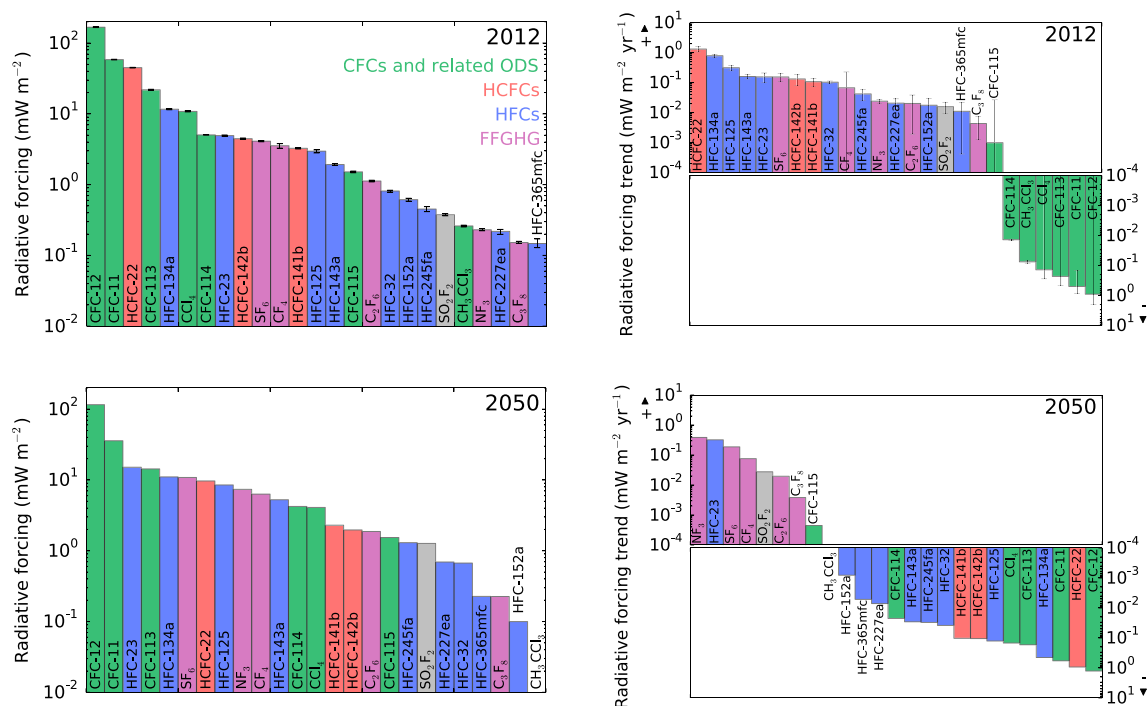 2012
CFCs and related ODS
HCFCs
HFCs
FFGHG
Radiative forcing (mW m⁻²)
10²
10¹
10⁰
10⁻¹
10⁻²
CFC-12
CFC-11
HCFC-22
CFC-113
HFC-134a
CCl₄
CFC-114
HFC-23
HCFC-142b
SF₆
CF₄
HCFC-141b
HFC-125
HFC-143a
CFC-115
C₂F₆
HFC-32
HFC-152a
HFC-245fa
SO₂F₂
CH₃CCl₃
NF₃
HFC-227ea
C₃F₈
HFC-365mfc
2012
Radiative forcing trend (mW m⁻² yr⁻¹)
+
10¹
10⁰
10⁻¹
10⁻²
10⁻³
10⁻⁴
HCFC-22
HFC-134a
HFC-125
HFC-143a
HFC-23
SF₆
HCFC-142b
HCFC-141b
HFC-32
CF₄
HFC-245fa
NF₃
HFC-227ea
C₂F₆
HFC-152a
SO₂F₂
HFC-365mfc
C₃F₈
CFC-115
CFC-114
CH₃CCl₃
CCl₄
CFC-113
CFC-11
CFC-12
10⁻⁴
10⁻³
10⁻²
10⁻¹
10⁰
10¹
2050
Radiative forcing (mW m⁻²)
10²
10¹
10⁰
10⁻¹
10⁻²
CFC-12
CFC-11
HFC-23
CFC-113
HFC-134a
SF₆
HCFC-22
HFC-125
NF₃
CF₄
HFC-143a
CFC-114
CCl₄
HCFC-141b
HCFC-142b
C₂F₆
CFC-115
HFC-245fa
SO₂F₂
HFC-227ea
HFC-32
HFC-365mfc
C₃F₈
HFC-152a
CH₃CCl₃
2050
Radiative forcing trend (mW m⁻² yr⁻¹)
+
10¹
10⁰
10⁻¹
10⁻²
10⁻³
10⁻⁴
NF₃
HFC-23
SF₆
CF₄
SO₂F₂
C₂F₆
C₃F₈
CFC-115
CH₃CCl₃
HFC-152a
HFC-365mfc
HFC-227ea
CFC-114
HFC-143a
HFC-245fa
HFC-32
HCFC-141b
HCFC-142b
HFC-125
CCl₄
CFC-113
HFC-134a
CFC-11
HCFC-22
CFC-12
10⁻⁴
10⁻³
10⁻²
10⁻¹
10⁰
10¹